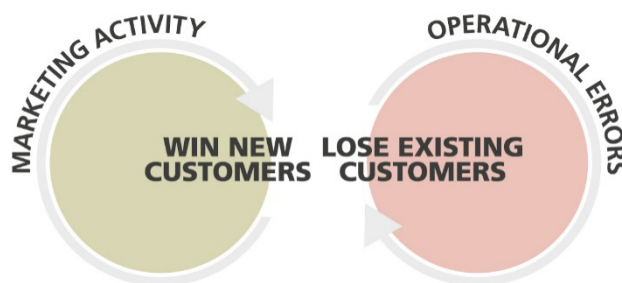 MARKETING ACTIVITY
OPERATIONAL ERRORS
WIN NEW
CUSTOMERS
LOSE EXISTING
CUSTOMERS